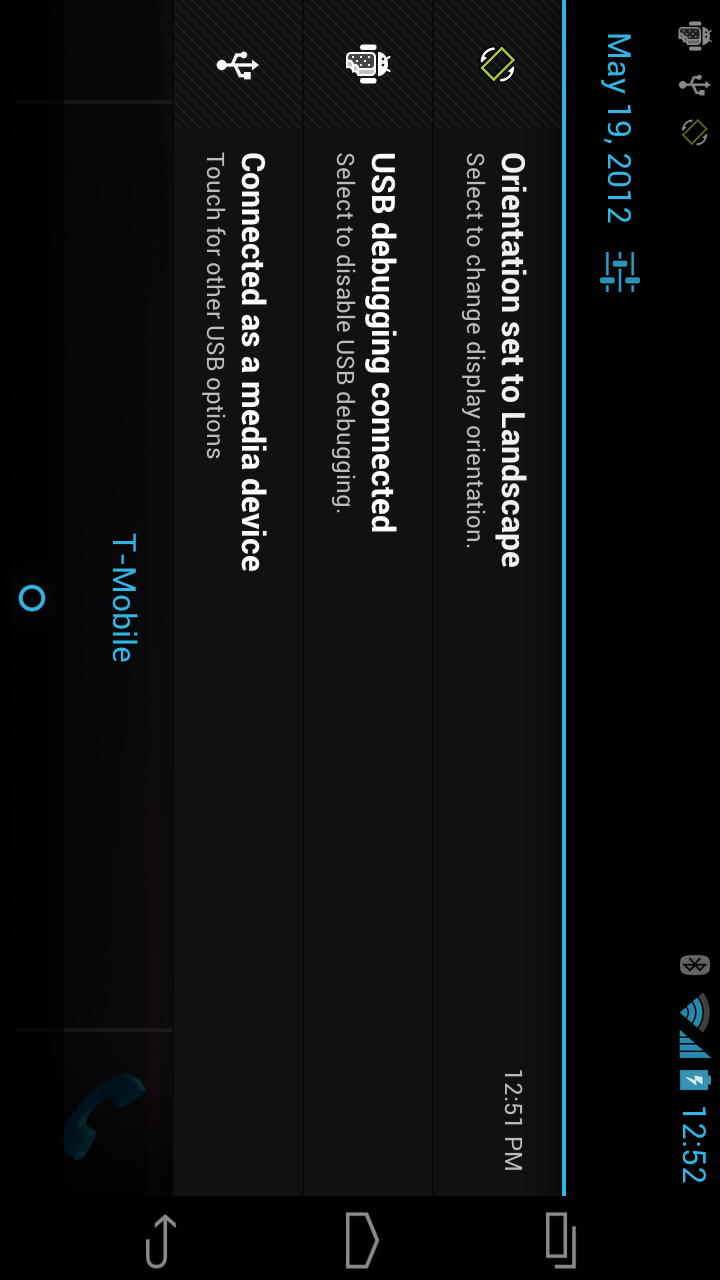 12:52
May 19, 2012
Orientation set to Landscape
Select to change display orientation.
12:51 PM
USB debugging connected
Select to disable USB debugging.
Connected as a media device
Touch for other USB options
T-Mobile